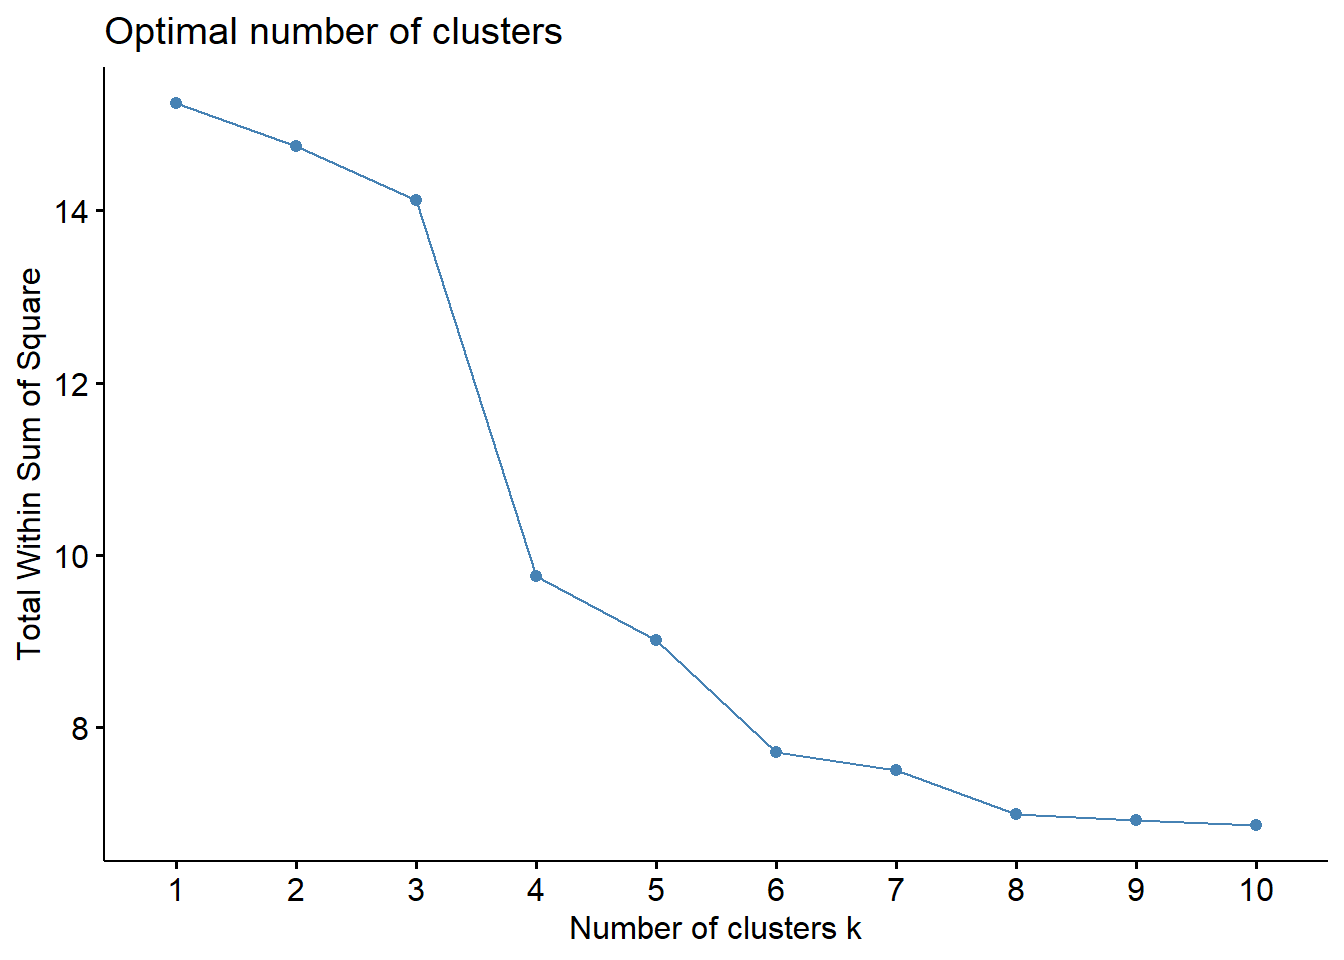 Optimal number of clusters
Total Within Sum of Square
14
12
10
8
1 2 3 4 5 6 7 8 9 10
Number of clusters k